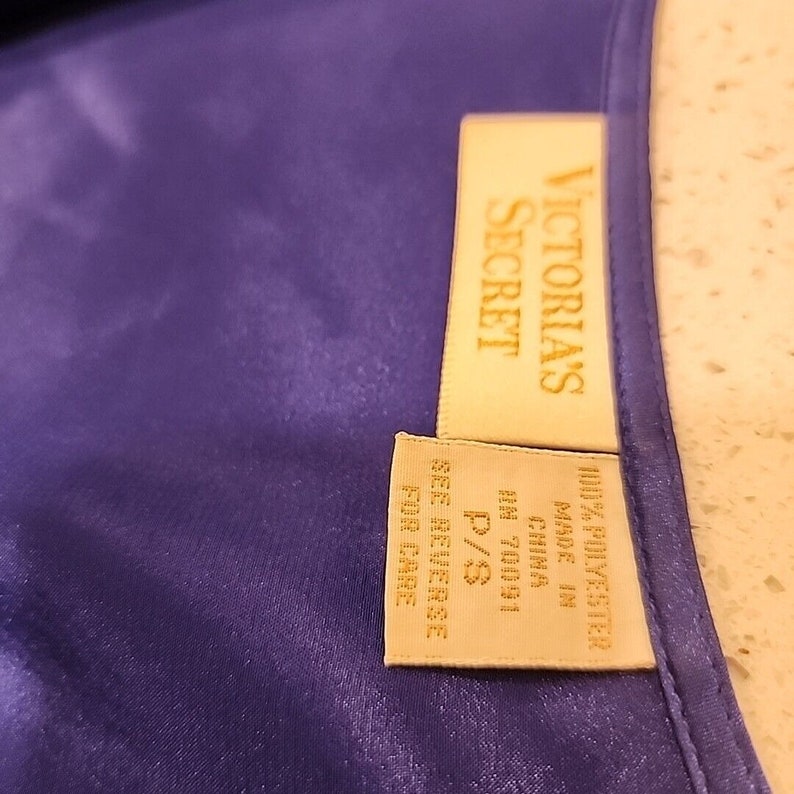 VICTORIA'S
SECRET
100% POLYESTER
MADE IN
CHINA
RN 70091
P/S
SEE REVERSE
FOR CARE